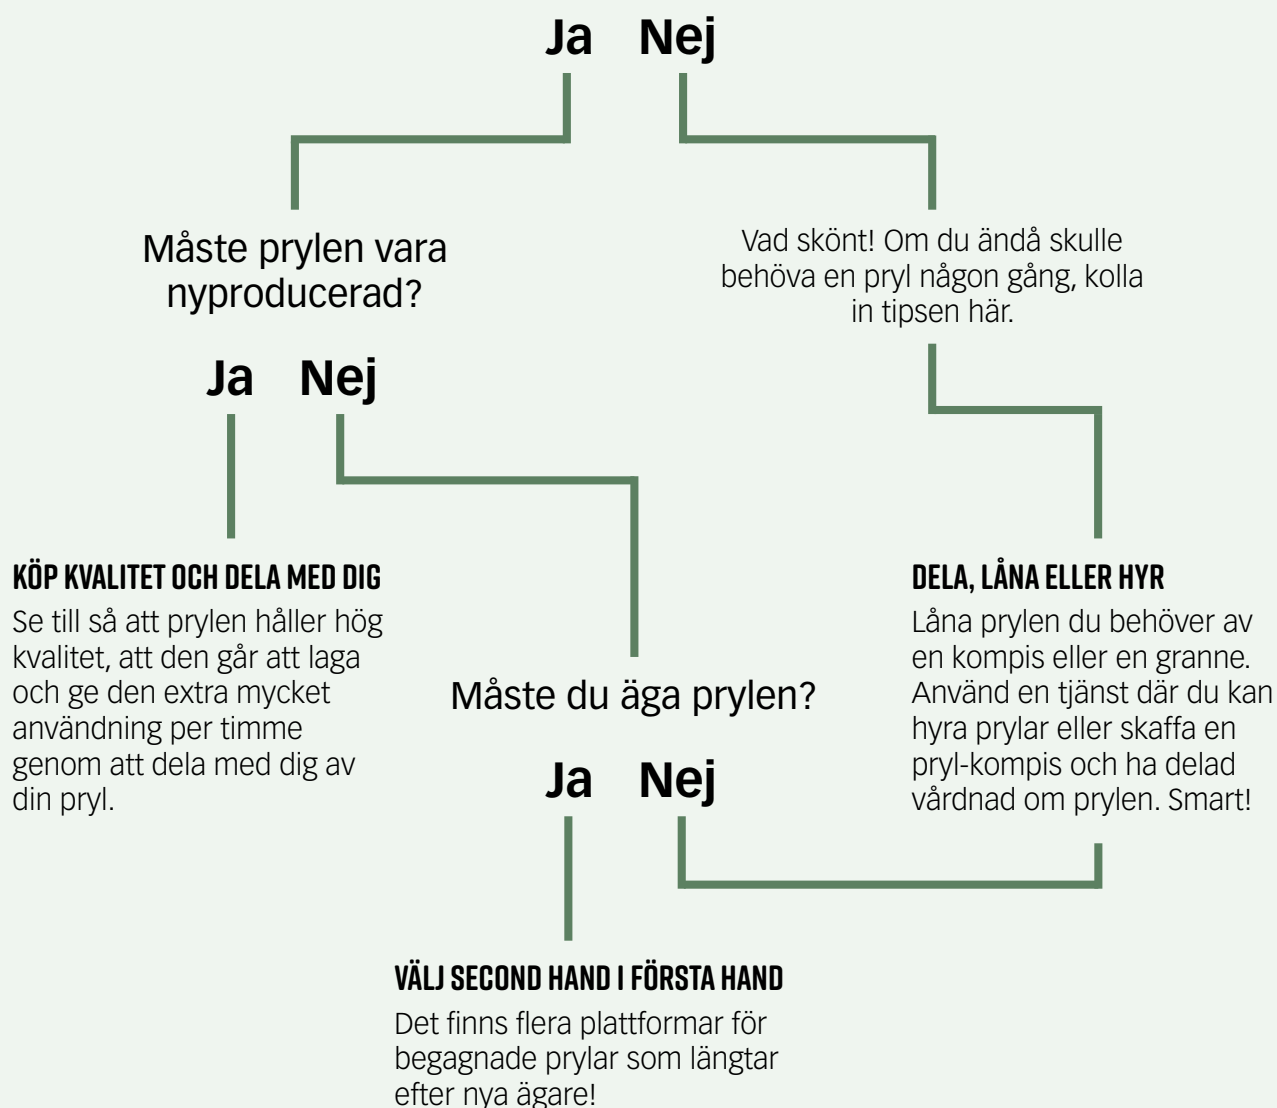 Ja Nej
Måste prylen vara
nyproducerad?
Ja Nej
Vad skönt! Om du ändå skulle
behöva en pryl någon gång, kolla
in tipsen här.
KÖP KVALITET OCH DELA MED DIG
Se till så att prylen håller hög
kvalitet, att den går att laga
och ge den extra mycket
användning per timme
genom att dela med dig av
din pryl.
Måste du äga prylen?
Ja Nej
DELA, LÅNA ELLER HYR
Låna prylen du behöver av
en kompis eller en granne.
Använd en tjänst där du kan
hyra prylar eller skaffa en
pryl-kompis och ha delad
vårdnad om prylen. Smart!
VÄLJ SECOND HAND I FÖRSTA HAND
Det finns flera plattformar för
begagnade prylar som längtar
efter nya ägare!